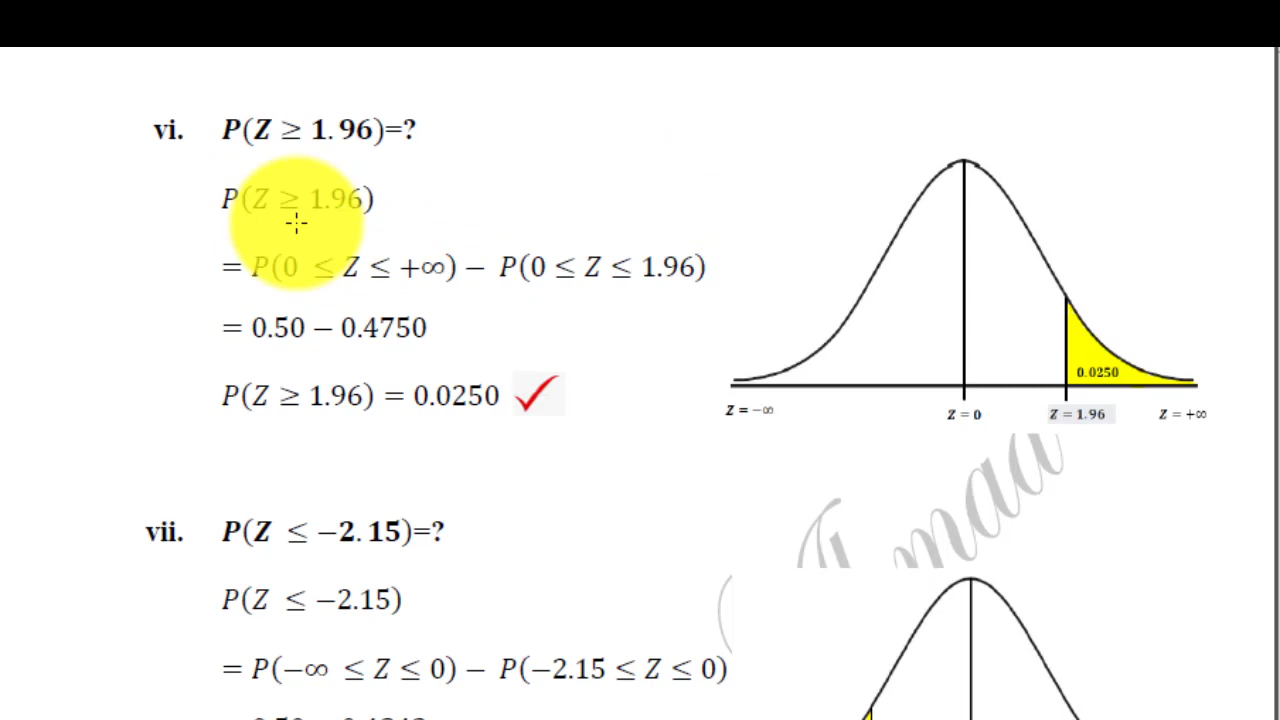 vi. P(Z ≥ 1.96)=?
P(Z ≥ 1.96)
= P(0 ≤ Z ≤ +∞) − P(0 ≤ Z ≤ 1.96)
= 0.50 − 0.4750
P(Z ≥ 1.96) = 0.0250
0.0250
Z = −∞
Z = 0
Z = 1.96
Z = +∞
vii. P(Z ≤ −2.15)=?
P(Z ≤ −2.15)
= P(−∞ ≤ Z ≤ 0) − P(−2.15 ≤ Z ≤ 0)